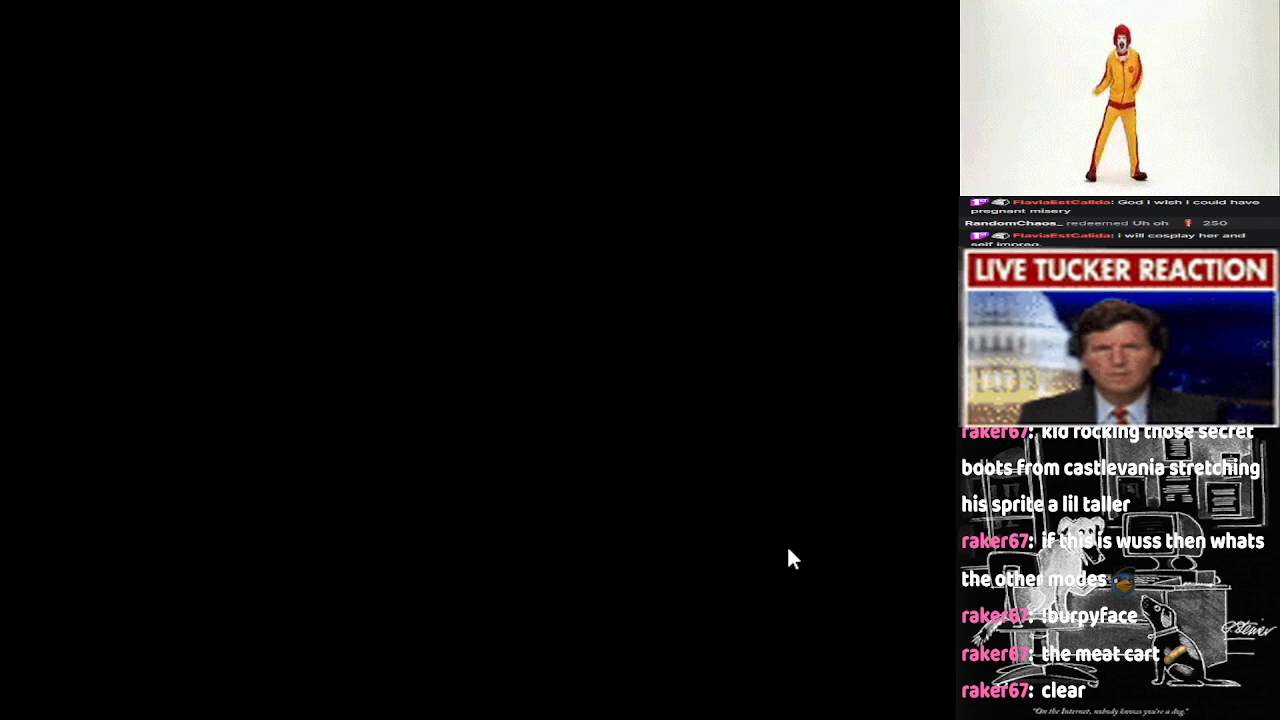 FlaviaEstCalida: God I wish I could have
pregnant misery
RandomChaos_ redeemed Uh oh 250
FlaviaEstCalida: i will cosplay her and
self impreg.
LIVE TUCKER REACTION
raker67: kid rocking those secret
boots from castlevania stretching
his sprite a lil taller
raker67: if this is wuss then whats
the other modes
raker67: !burpyface
raker67: the meat cart
raker67: clear
"On the Internet, nobody knows you're a dog."